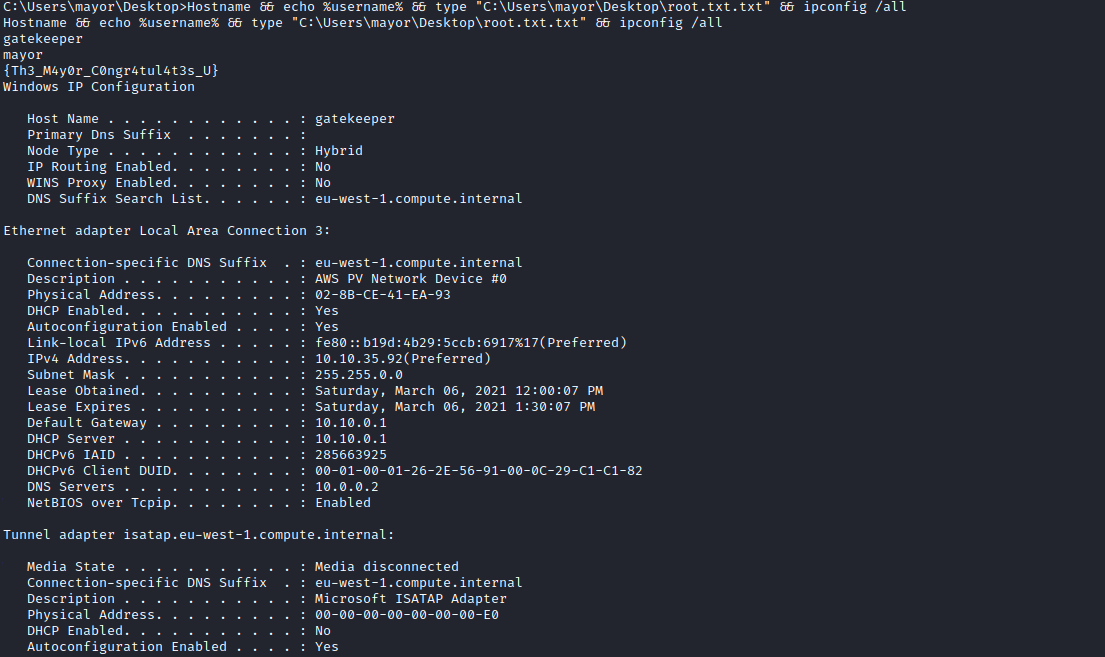 C:\Users\mayor\Desktop>Hostname && echo %username% && type "C:\Users\mayor\Desktop\root.txt.txt" && ipconfig /all
Hostname && echo %username% && type "C:\Users\mayor\Desktop\root.txt.txt" && ipconfig /all
gatekeeper
mayor
{Th3_M4y0r_C0ngr4tul4t3s_U}
Windows IP Configuration
   Host Name . . . . . . . . . . . . : gatekeeper
   Primary Dns Suffix  . . . . . . . :
   Node Type . . . . . . . . . . . . : Hybrid
   IP Routing Enabled. . . . . . . . : No
   WINS Proxy Enabled. . . . . . . . : No
   DNS Suffix Search List. . . . . . : eu-west-1.compute.internal
Ethernet adapter Local Area Connection 3:
   Connection-specific DNS Suffix  . : eu-west-1.compute.internal
   Description . . . . . . . . . . . : AWS PV Network Device #0
   Physical Address. . . . . . . . . : 02-8B-CE-41-EA-93
   DHCP Enabled. . . . . . . . . . . : Yes
   Autoconfiguration Enabled . . . . : Yes
   Link-local IPv6 Address . . . . . : fe80::b19d:4b29:5ccb:6917%17(Preferred)
   IPv4 Address. . . . . . . . . . . : 10.10.35.92(Preferred)
   Subnet Mask . . . . . . . . . . . : 255.255.0.0
   Lease Obtained. . . . . . . . . . : Saturday, March 06, 2021 12:00:07 PM
   Lease Expires . . . . . . . . . . : Saturday, March 06, 2021 1:30:07 PM
   Default Gateway . . . . . . . . . : 10.10.0.1
   DHCP Server . . . . . . . . . . . : 10.10.0.1
   DHCPv6 IAID . . . . . . . . . . . : 285663925
   DHCPv6 Client DUID. . . . . . . . : 00-01-00-01-26-2E-56-91-00-0C-29-C1-C1-82
   DNS Servers . . . . . . . . . . . : 10.0.0.2
   NetBIOS over Tcpip. . . . . . . . : Enabled
Tunnel adapter isatap.eu-west-1.compute.internal:
   Media State . . . . . . . . . . . : Media disconnected
   Connection-specific DNS Suffix  . : eu-west-1.compute.internal
   Description . . . . . . . . . . . : Microsoft ISATAP Adapter
   Physical Address. . . . . . . . . : 00-00-00-00-00-00-00-E0
   DHCP Enabled. . . . . . . . . . . : No
   Autoconfiguration Enabled . . . . : Yes